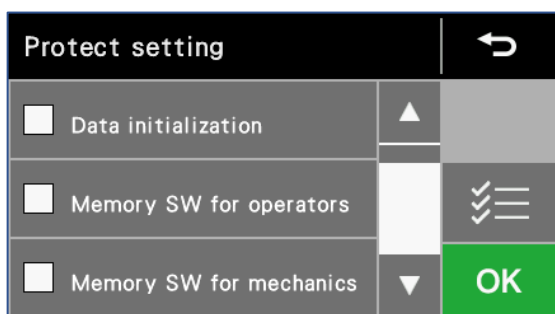 Protect setting
Data initialization
Memory SW for operators
Memory SW for mechanics
OK